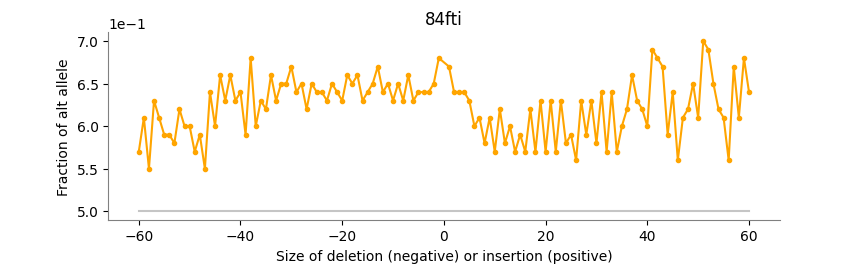 84fti
1e−1
7.0
6.5
6.0
5.5
5.0
Fraction of alt allele
−60 −40 −20 0 20 40 60
Size of deletion (negative) or insertion (positive)